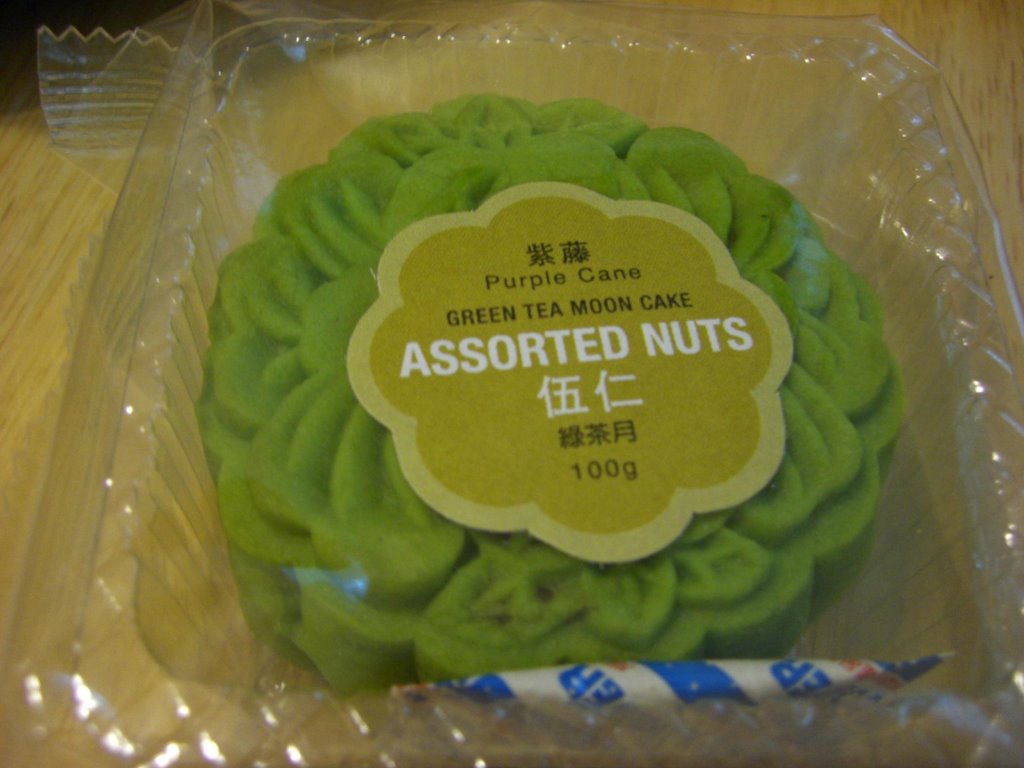 紫藤
Purple Cane
GREEN TEA MOON CAKE
ASSORTED NUTS
伍仁
綠茶月
100g